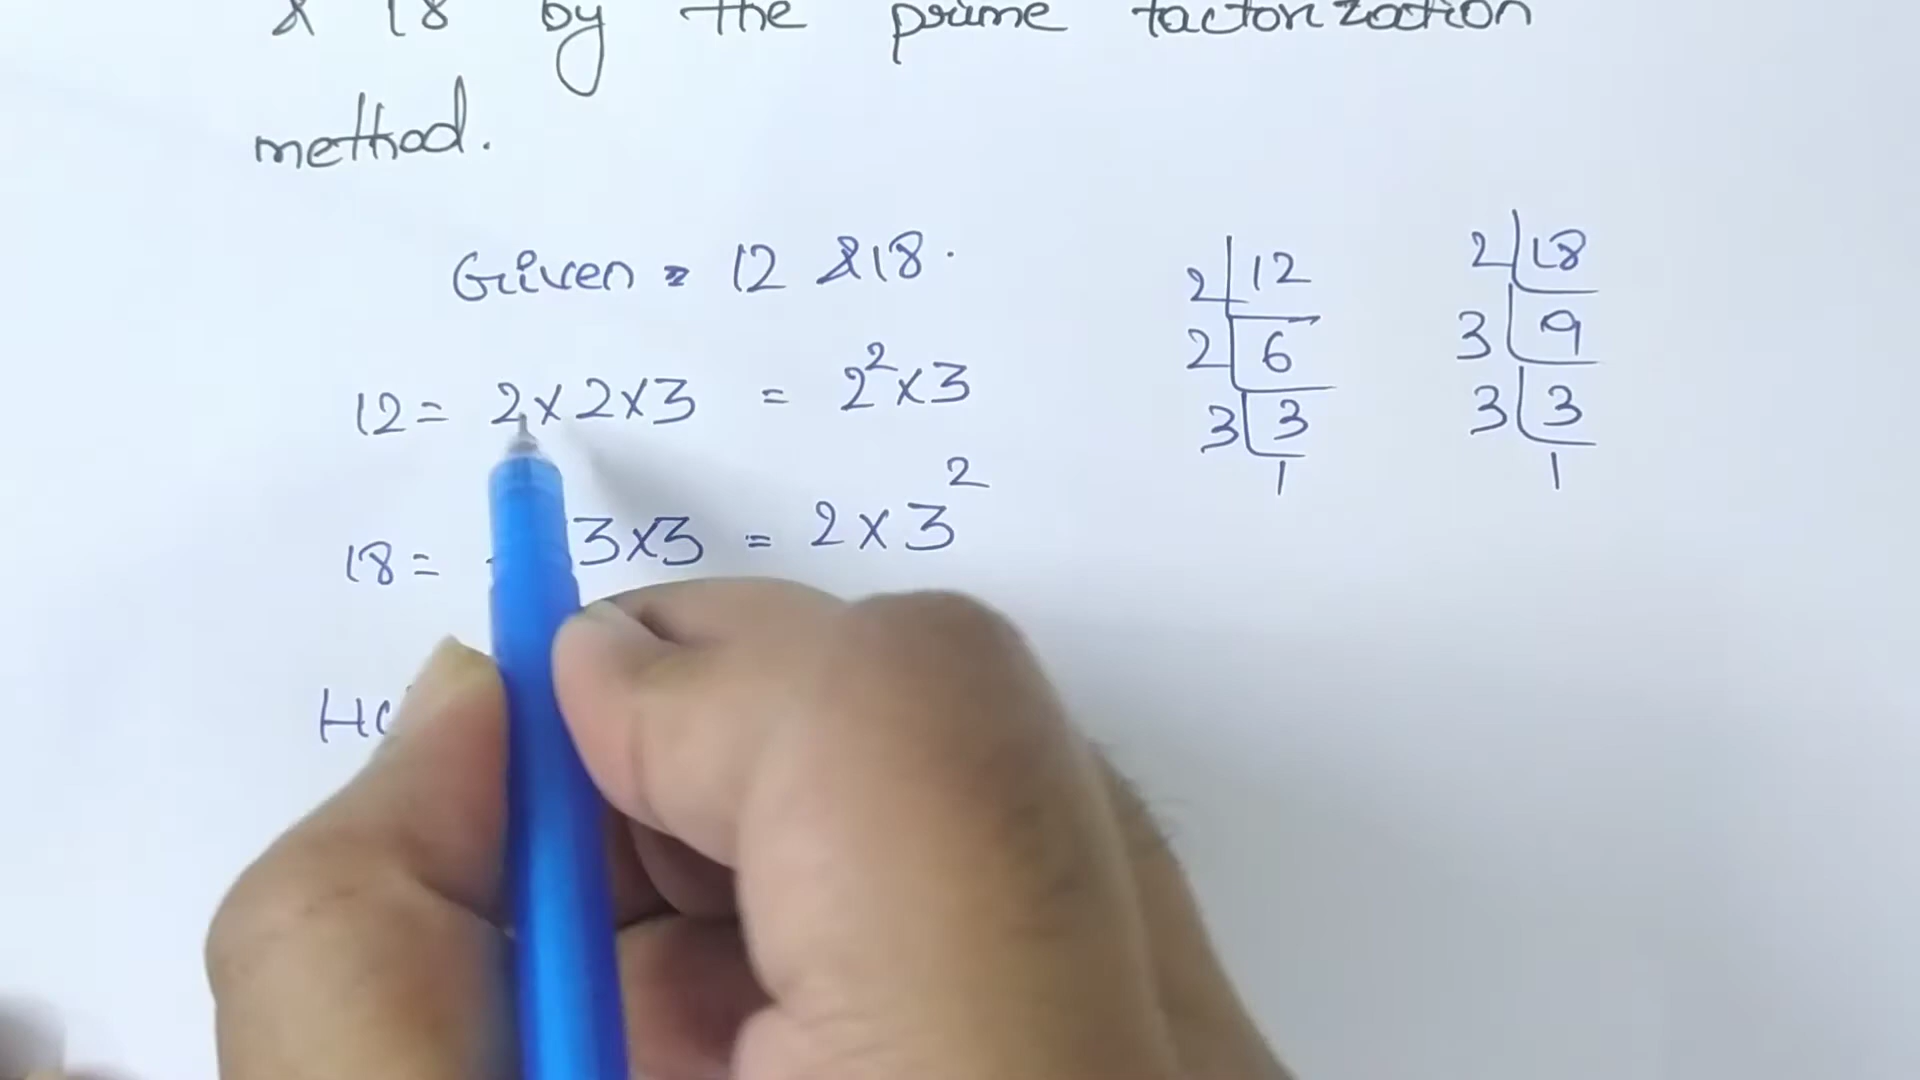 & 18 by the prime factorization
method.
Given = 12 & 18.
12 = 2 x 2 x 3 = 2² x 3
18 = 3 x 3 = 2 x 3²
2 | 12
2 | 6
3 | 3
1
2 | 18
3 | 9
3 | 3
1